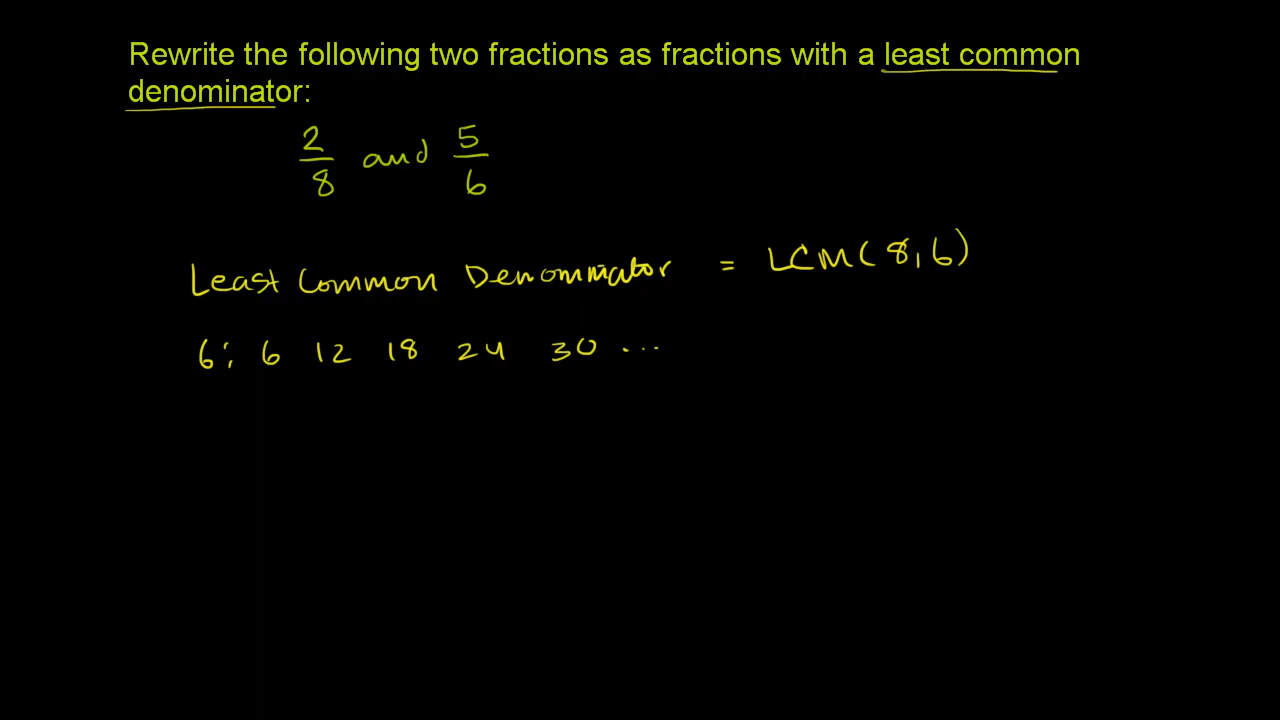 Rewrite the following two fractions as fractions with a least common
denominator:
2/8 and 5/6
Least Common Denominator = LCM(8,6)
6: 6 12 18 24 30 ...